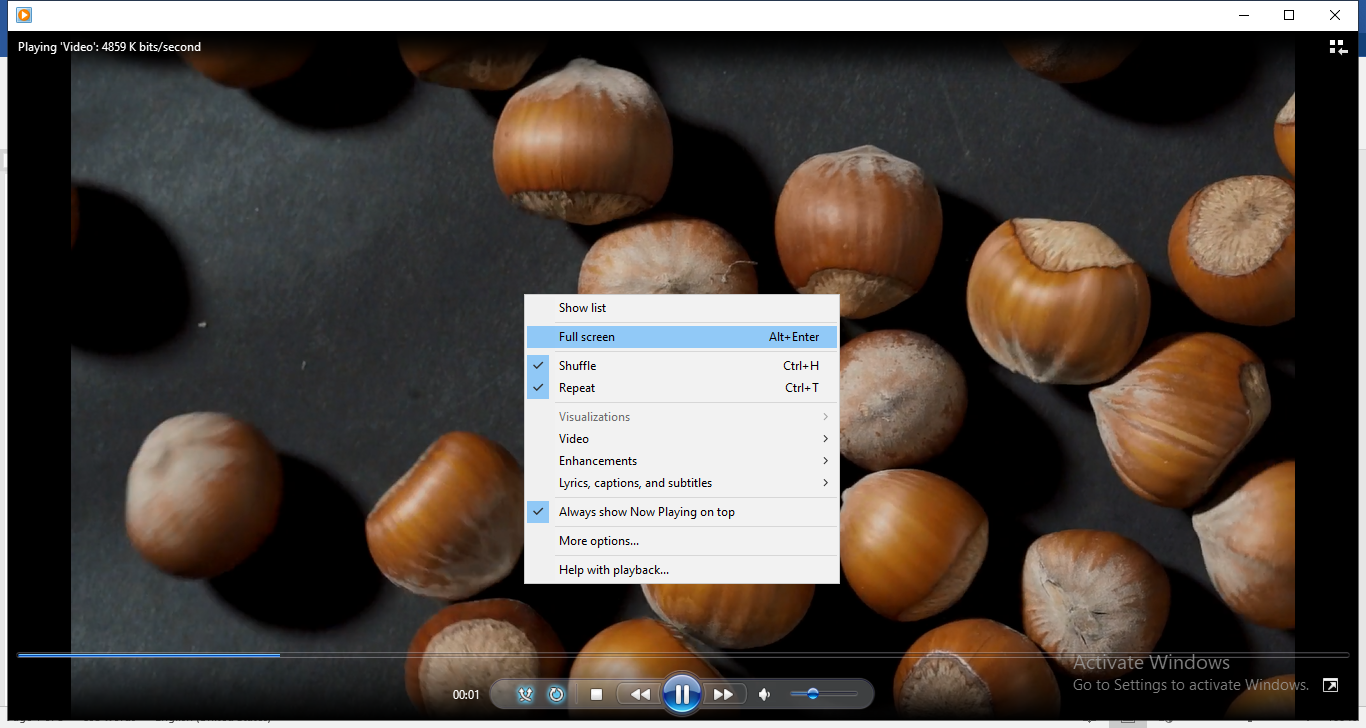 Playing 'Video': 4859 K bits/second
Show list
Full screen Alt+Enter
Shuffle Ctrl+H
Repeat Ctrl+T
Visualizations
Video
Enhancements
Lyrics, captions, and subtitles
Always show Now Playing on top
More options...
Help with playback...
Activate Windows
Go to Settings to activate Windows.
00:01